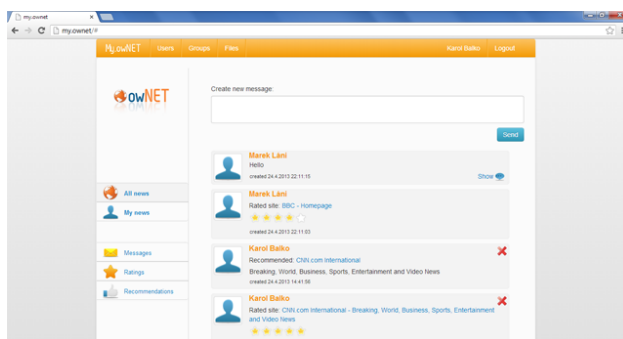 my.ownet
my.ownet/#
My.owNET Users Groups Files Karol Balko Logout
owNET
Create new message:
Send
Marek Láni
Hello
created 24.4.2013 22:11:15
Show
All news
My news
Marek Láni
Rated site: BBC - Homepage
created 24.4.2013 22:11:03
Messages
Ratings
Recommendations
Karol Balko
Recommended: CNN.com International
Breaking, World, Business, Sports, Entertainment and Video News
created 24.4.2013 14:41:56
Karol Balko
Rated site: CNN.com International - Breaking, World, Business, Sports, Entertainment
and Video News